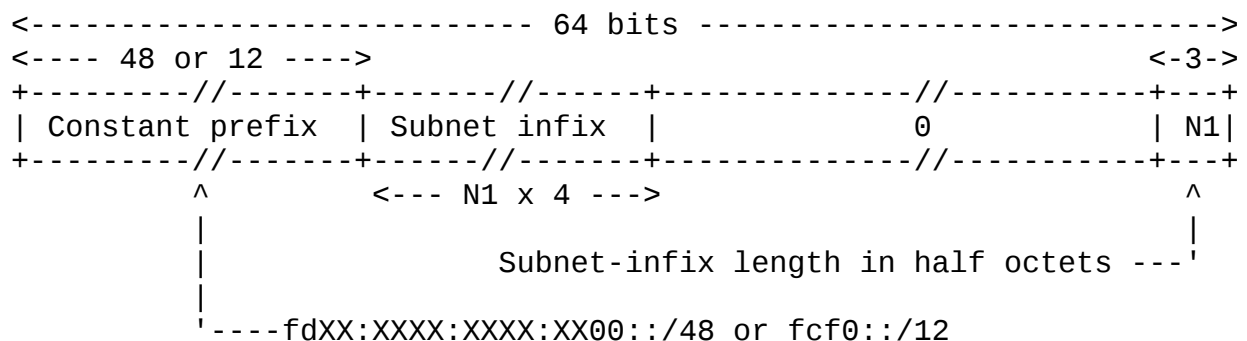 <------------------------------ 64 bits ------------------------------>
<---- 48 or 12 ---->                                              <-3->
+---------//-------+-------//------+--------------//-----------+---+
| Constant prefix  | Subnet infix  |              0            | N1|
+---------//-------+------//-------+-------------//------------+---+
          ^         <--- N1 x 4 --->                              ^
          |                                                       |
          |                Subnet-infix length in half octets ---'
          |
          '----fdXX:XXXX:XXXX:XX00::/48 or fcf0::/12